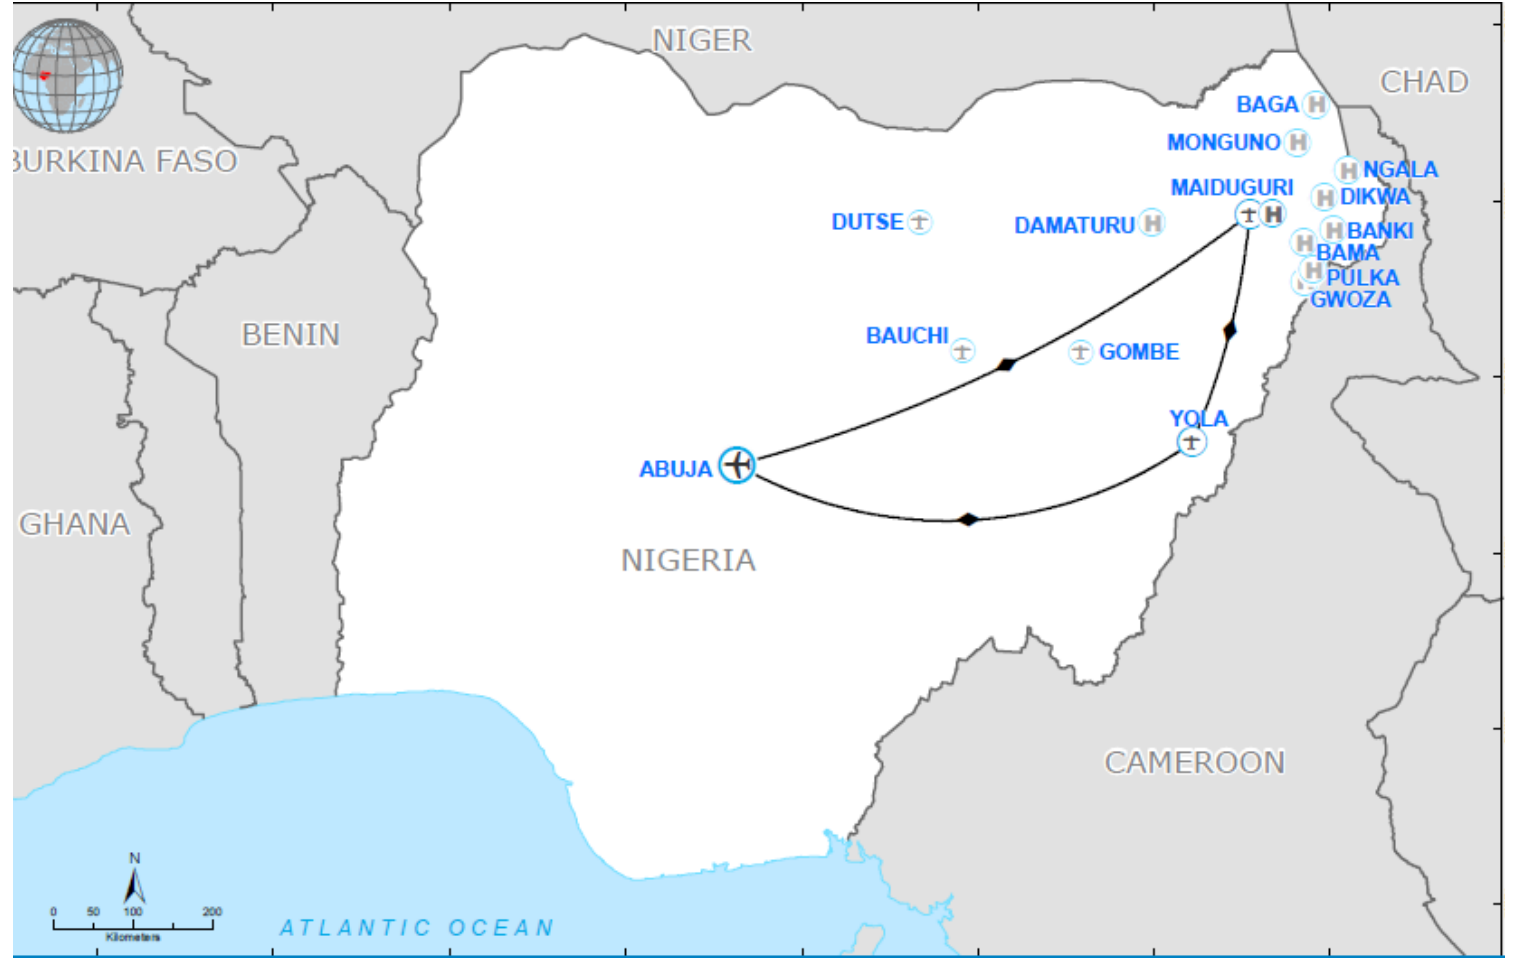 NIGER
CHAD
BAGA H
MONGUNO H
BURKINA FASO
H NGALA
MAIDUGURI
H DIKWA
H
DUTSE
DAMATURU H
H BANKI
H BAMA
H PULKA
H GWOZA
BENIN
BAUCHI
GOMBE
YOLA
ABUJA
GHANA
NIGERIA
CAMEROON
N
0 50 100 200
Kilometers
ATLANTIC OCEAN